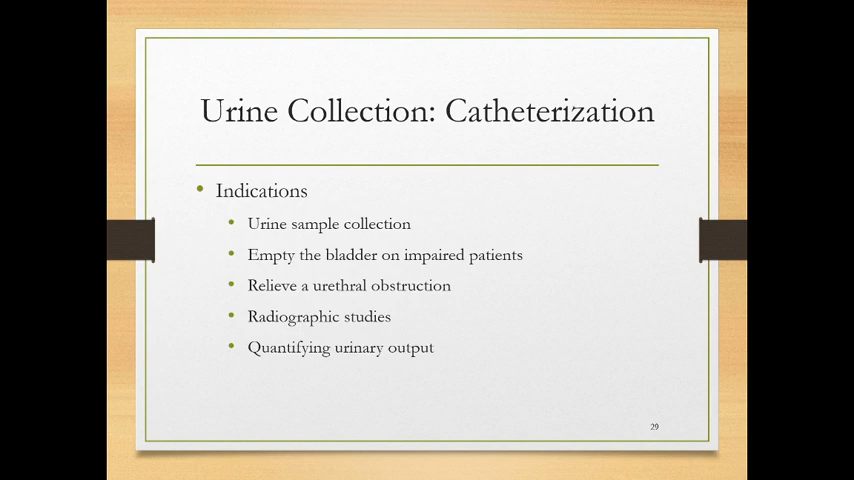 Urine Collection: Catheterization
• Indications
• Urine sample collection
• Empty the bladder on impaired patients
• Relieve a urethral obstruction
• Radiographic studies
• Quantifying urinary output
29